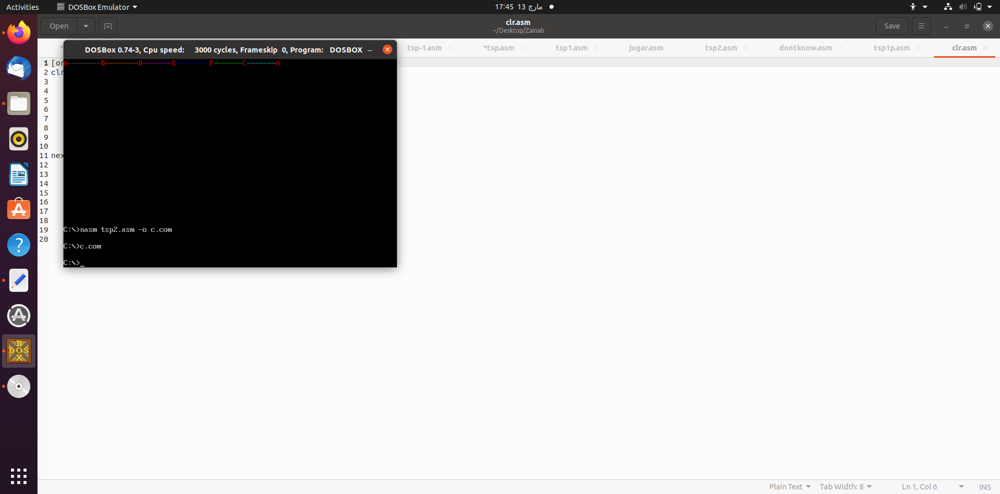 Activities DOSBox Emulator 17:45 13 مارچ
Open clr.asm Save
~/Desktop/Zainab
tsp-1.asm *tsp.asm tsp1.asm jugar.asm tsp2.asm dontknow.asm tsp1p.asm clr.asm
DOSBox 0.74-3, Cpu speed: 3000 cycles, Frameskip 0, Program: DOSBOX
A--------B--------D-------E        F-------C-------A
1 [or
2 clr
3
4
5
6
7
8
9
10
11 nex
12
13
14
15
16
17
18
19
20
C:\>nasm tsp2.asm -o c.com
C:\>c.com
C:\>_
Plain Text Tab Width: 8 Ln 1, Col 6 INS